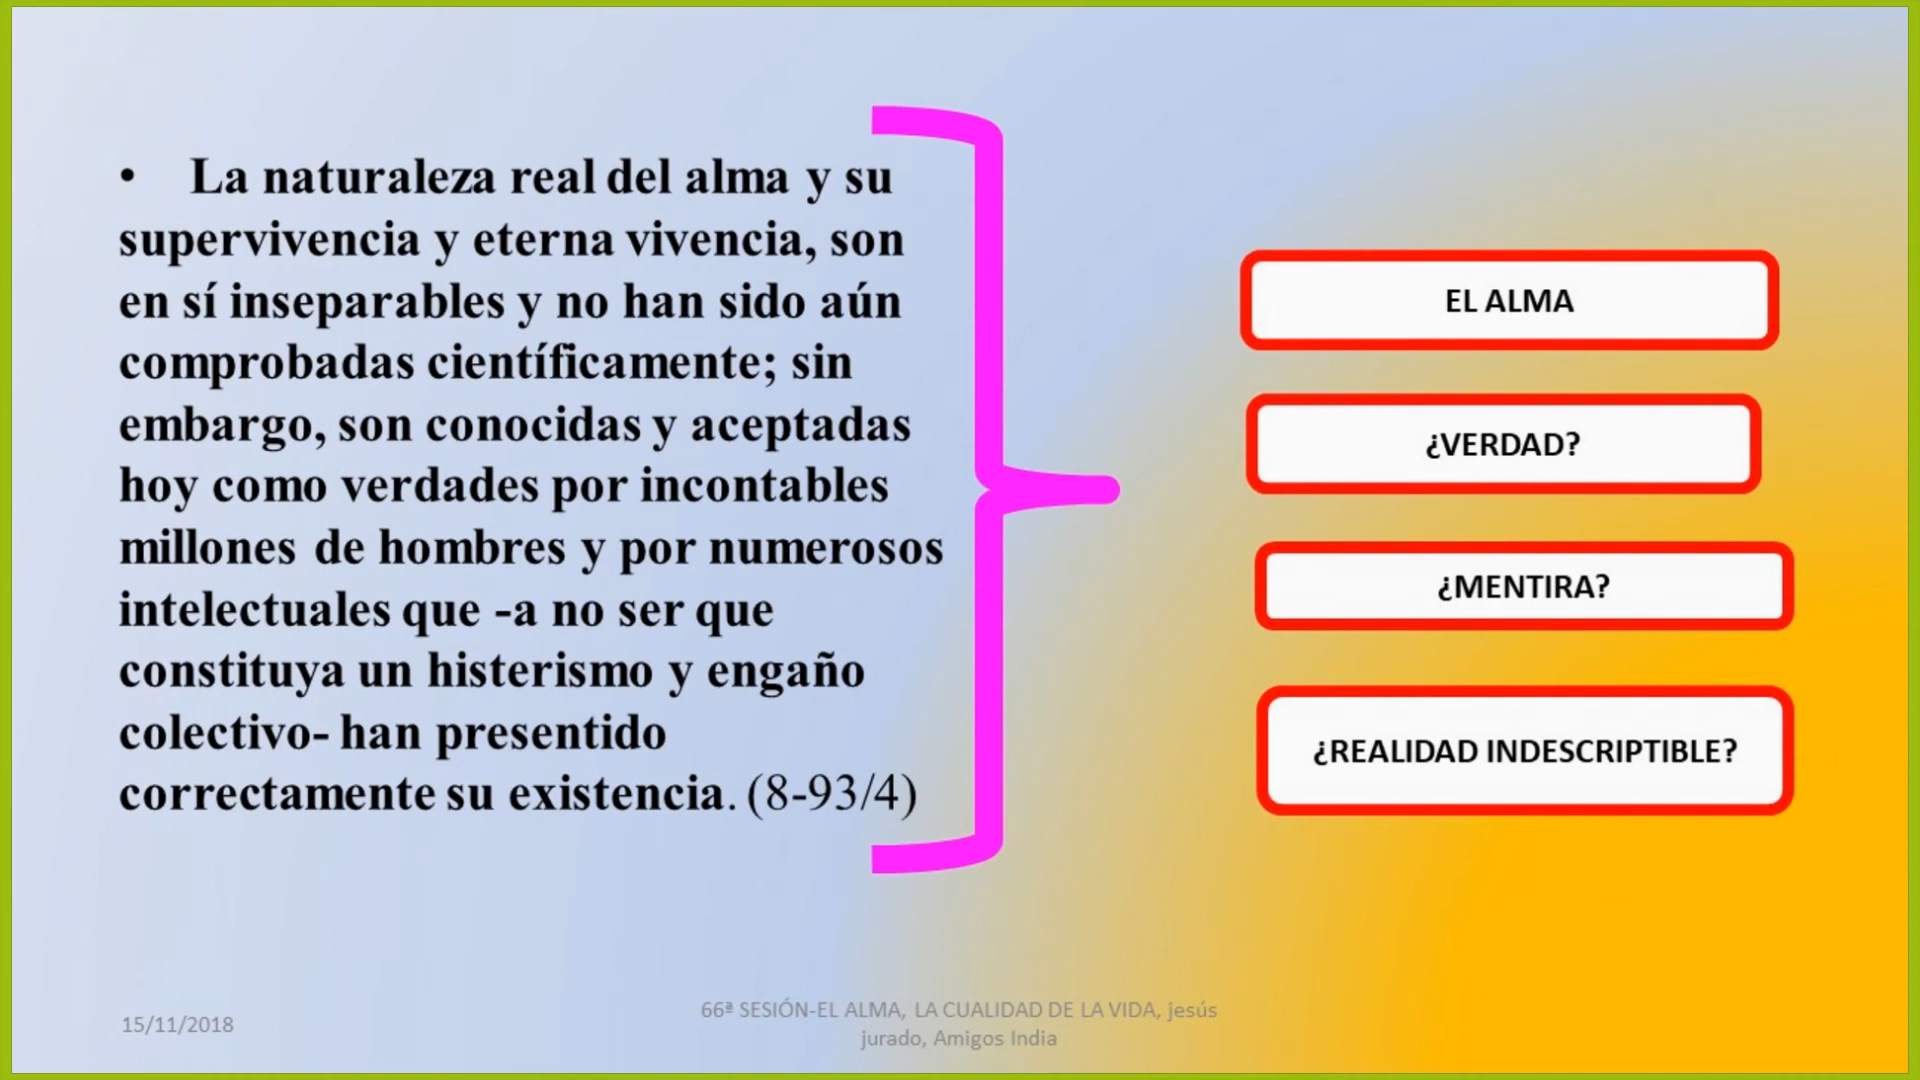 • La naturaleza real del alma y su
supervivencia y eterna vivencia, son
en sí inseparables y no han sido aún
comprobadas científicamente; sin
embargo, son conocidas y aceptadas
hoy como verdades por incontables
millones de hombres y por numerosos
intelectuales que -a no ser que
constituya un histerismo y engaño
colectivo- han presentido
correctamente su existencia. (8-93/4)
EL ALMA
¿VERDAD?
¿MENTIRA?
¿REALIDAD INDESCRIPTIBLE?
15/11/2018
66ª SESIÓN-EL ALMA, LA CUALIDAD DE LA VIDA, jesús
jurado, Amigos India